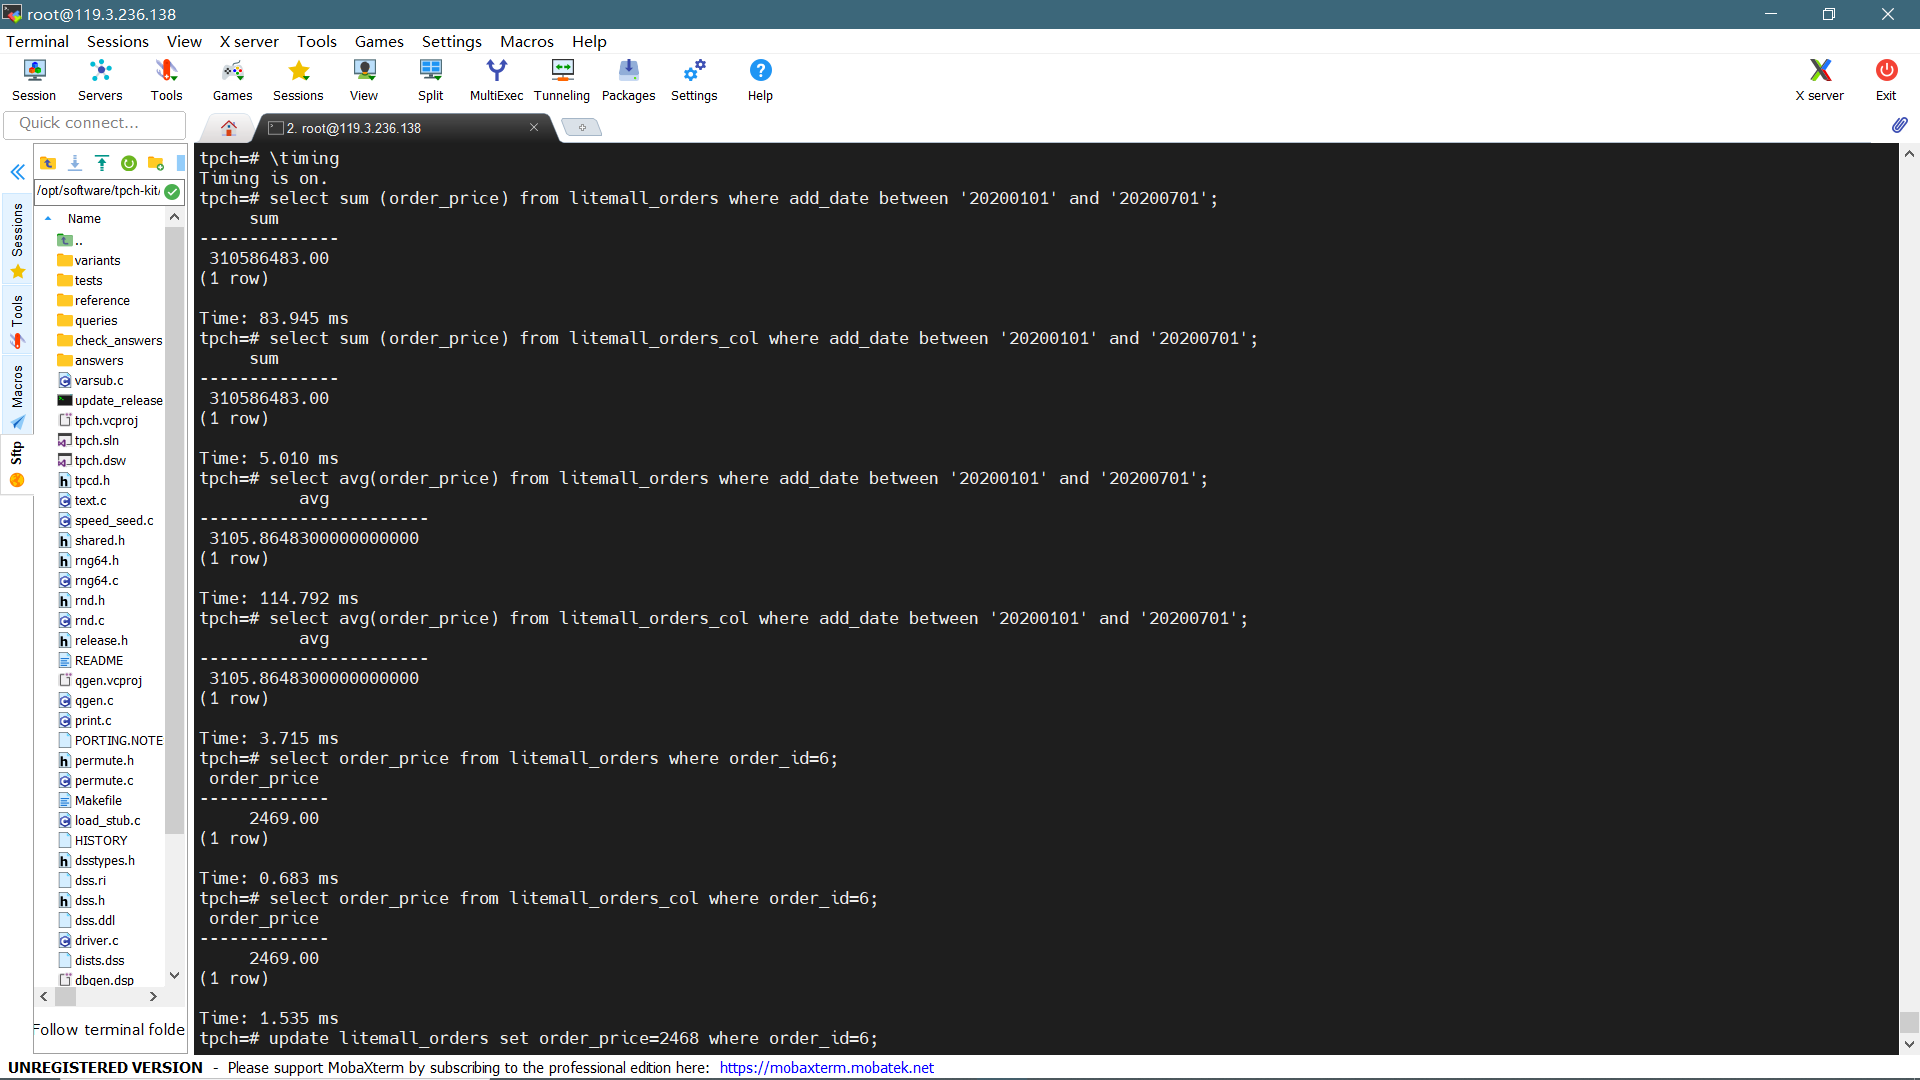 root@119.3.236.138
Terminal Sessions View X server Tools Games Settings Macros Help
Session Servers Tools Games Sessions View Split MultiExec Tunneling Packages Settings Help X server Exit
Quick connect...
2. root@119.3.236.138
/opt/software/tpch-kit/
Name
..
variants
tests
reference
queries
check_answers
answers
varsub.c
update_release
tpch.vcproj
tpch.sln
tpch.dsw
tpcd.h
text.c
speed_seed.c
shared.h
rng64.h
rng64.c
rnd.h
rnd.c
release.h
README
qgen.vcproj
qgen.c
print.c
PORTING.NOTE
permute.h
permute.c
Makefile
load_stub.c
HISTORY
dsstypes.h
dss.ri
dss.h
dss.ddl
driver.c
dists.dss
dbgen.dsp
Follow terminal folde
Sessions
Tools
Macros
Sftp
tpch=# \timing
Timing is on.
tpch=# select sum (order_price) from litemall_orders where add_date between '20200101' and '20200701';
sum
--------------
310586483.00
(1 row)
Time: 83.945 ms
tpch=# select sum (order_price) from litemall_orders_col where add_date between '20200101' and '20200701';
sum
--------------
310586483.00
(1 row)
Time: 5.010 ms
tpch=# select avg(order_price) from litemall_orders where add_date between '20200101' and '20200701';
avg
-----------------------
3105.8648300000000000
(1 row)
Time: 114.792 ms
tpch=# select avg(order_price) from litemall_orders_col where add_date between '20200101' and '20200701';
avg
-----------------------
3105.8648300000000000
(1 row)
Time: 3.715 ms
tpch=# select order_price from litemall_orders where order_id=6;
order_price
-------------
2469.00
(1 row)
Time: 0.683 ms
tpch=# select order_price from litemall_orders_col where order_id=6;
order_price
-------------
2469.00
(1 row)
Time: 1.535 ms
tpch=# update litemall_orders set order_price=2468 where order_id=6;
UNREGISTERED VERSION - Please support MobaXterm by subscribing to the professional edition here: https://mobaxterm.mobatek.net